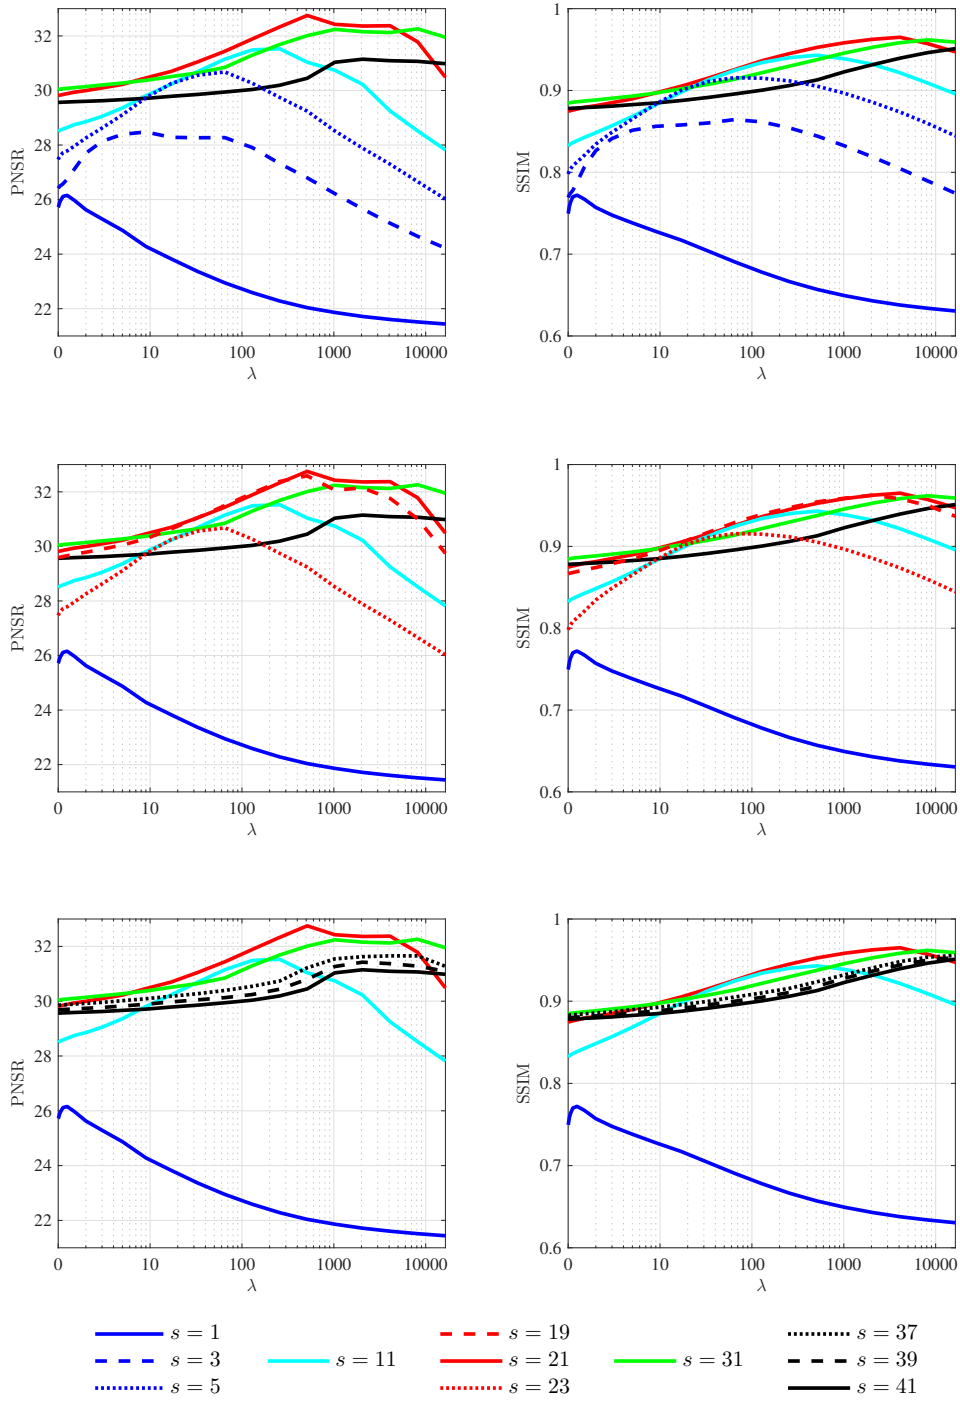 32
30
28
26
24
22
PNSR
0 10 100 1000 10000
λ
1
0.9
0.8
0.7
0.6
SSIM
0 10 100 1000 10000
λ
32
30
28
26
24
22
PNSR
0 10 100 1000 10000
λ
1
0.9
0.8
0.7
0.6
SSIM
0 10 100 1000 10000
λ
32
30
28
26
24
22
PNSR
0 10 100 1000 10000
λ
1
0.9
0.8
0.7
0.6
SSIM
0 10 100 1000 10000
λ
s = 1 s = 19 s = 37
s = 3 s = 11 s = 21 s = 31 s = 39
s = 5 s = 23 s = 41